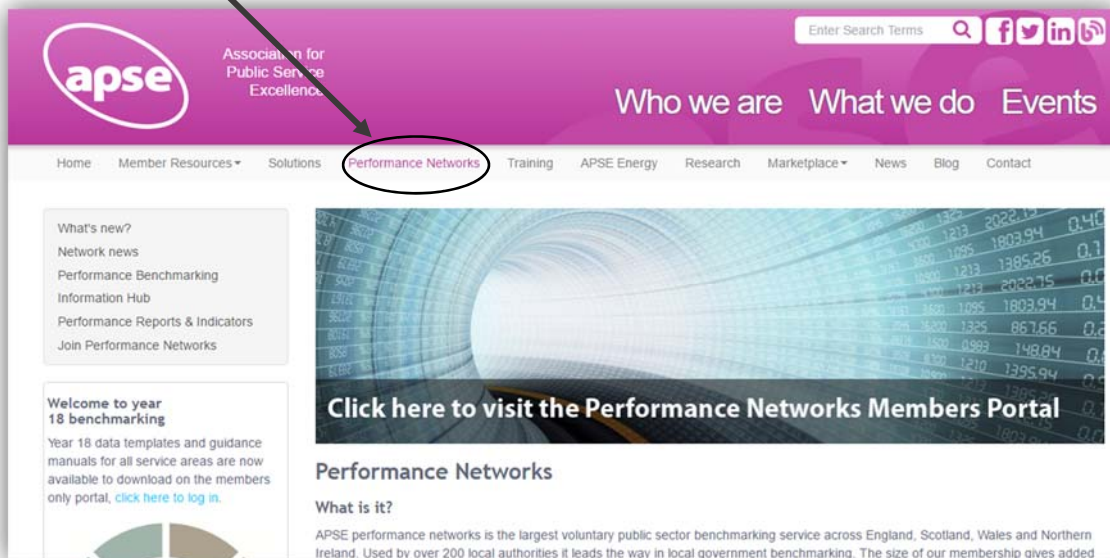 apse
Association for
Public Service
Excellence
Enter Search Terms
Who we are What we do Events
Home Member Resources Solutions Performance Networks Training APSE Energy Research Marketplace News Blog Contact
What's new?
Network news
Performance Benchmarking
Information Hub
Performance Reports & Indicators
Join Performance Networks
Click here to visit the Performance Networks Members Portal
Welcome to year
18 benchmarking
Year 18 data templates and guidance
manuals for all service areas are now
available to download on the members
only portal, click here to log in.
Performance Networks
What is it?
APSE performance networks is the largest voluntary public sector benchmarking service across England, Scotland, Wales and Northern
Ireland. Used by over 200 local authorities it leads the way in local government benchmarking. The size of our membership gives added